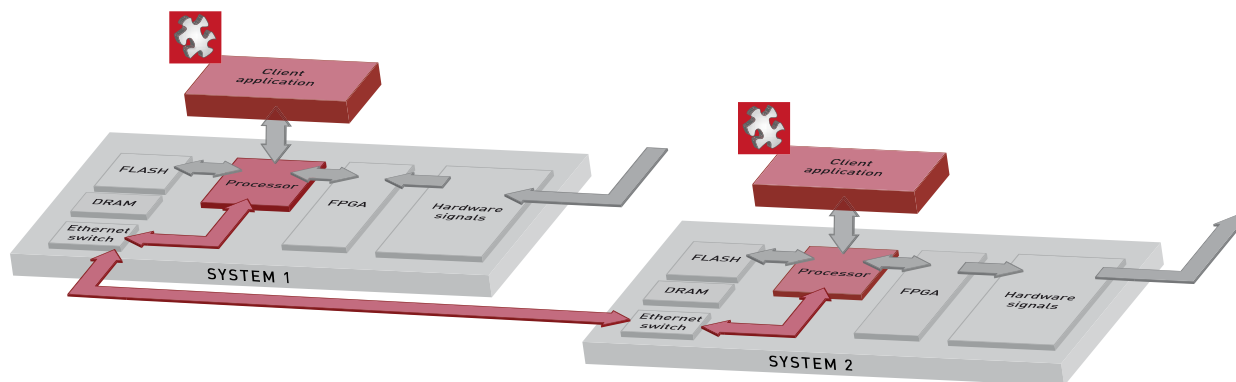 Client
application
FLASH
Processor
DRAM
FPGA
Hardware
signals
Ethernet
switch
SYSTEM 1
Client
application
FLASH
Processor
DRAM
FPGA
Hardware
signals
Ethernet
switch
SYSTEM 2